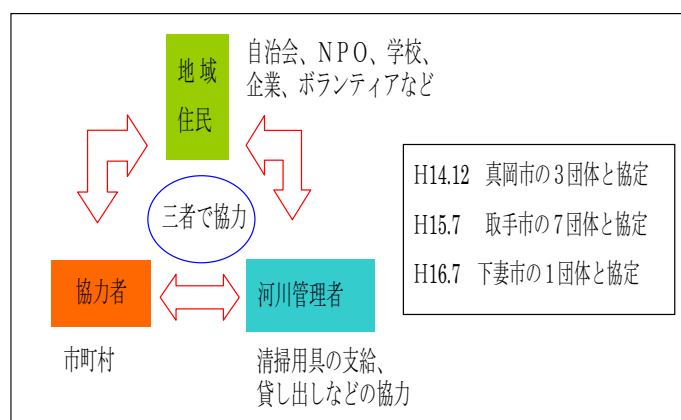 地域
住民
自治会、ＮＰＯ、学校、
企業、ボランティアなど
三者で協力
協力者
市町村
河川管理者
清掃用具の支給、
貸し出しなどの協力
H14.12 真岡市の３団体と協定
H15.7 取手市の７団体と協定
H16.7 下妻市の１団体と協定